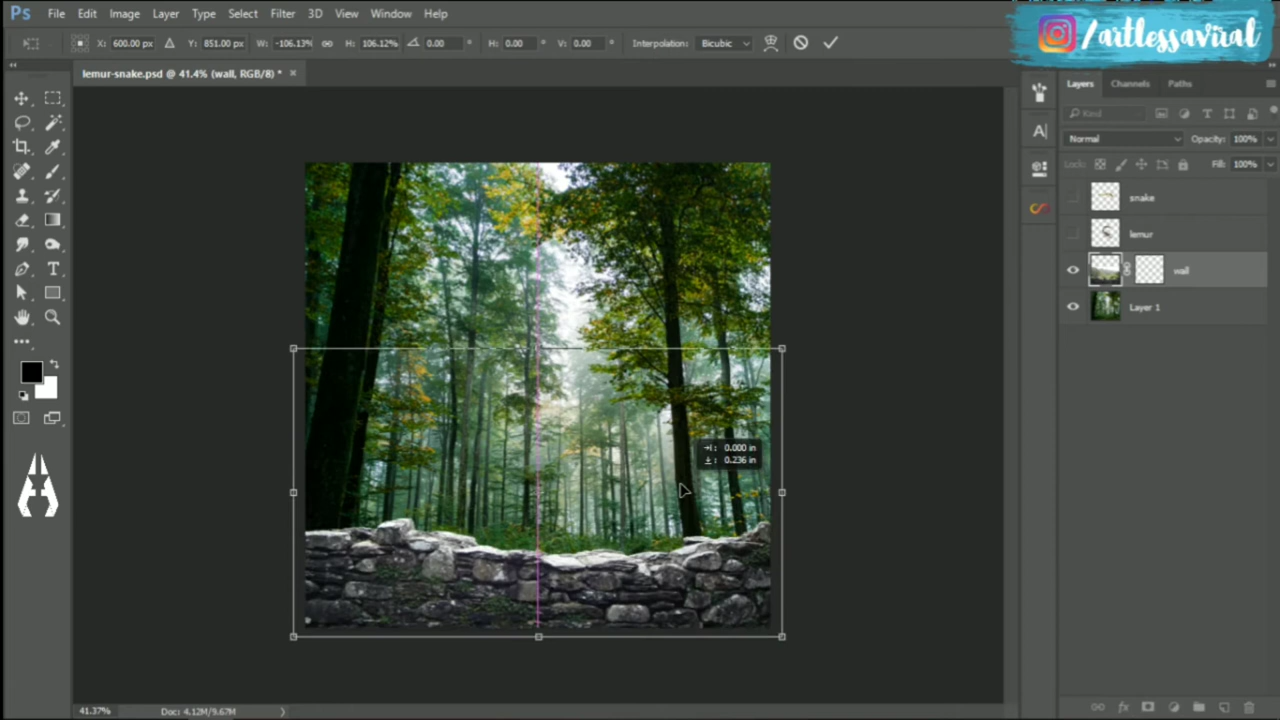 Ps File Edit Image Layer Type Select Filter 3D View Window Help
/artlessaviral
X: 600.00 px Y: 851.00 px W: -106.13% H: 106.12% 0.00 ° H: 0.00 ° V: 0.00 ° Interpolation: Bicubic
lemur-snake.psd @ 41.4% (wall, RGB/8) * ×
Layers Channels Paths
Kind
Normal Opacity: 100%
Lock: Fill: 100%
snake
lemur
wall
Layer 1
H: 0.000 in
0.236 in
41.37% Doc: 4.12M/9.67M
fx